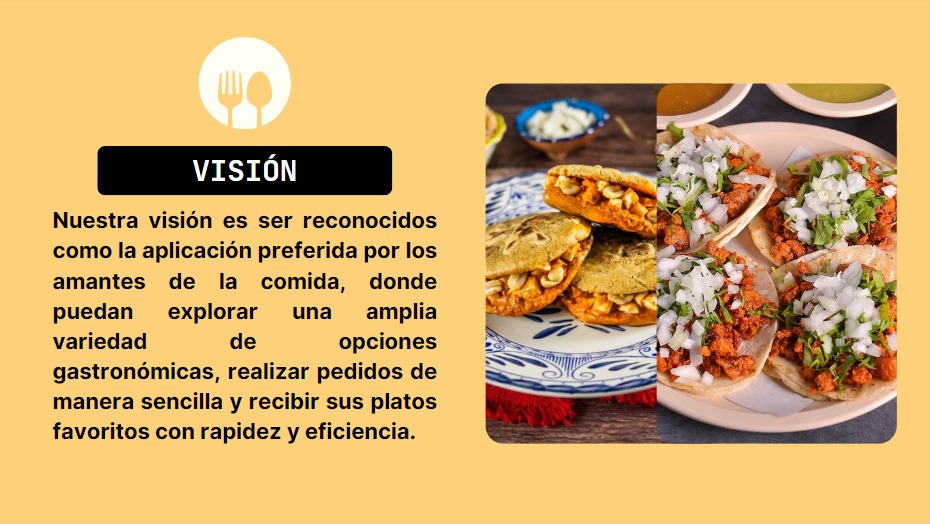 VISIÓN
Nuestra visión es ser reconocidos
como la aplicación preferida por los
amantes de la comida, donde
puedan explorar una amplia
variedad de opciones
gastronómicas, realizar pedidos de
manera sencilla y recibir sus platos
favoritos con rapidez y eficiencia.